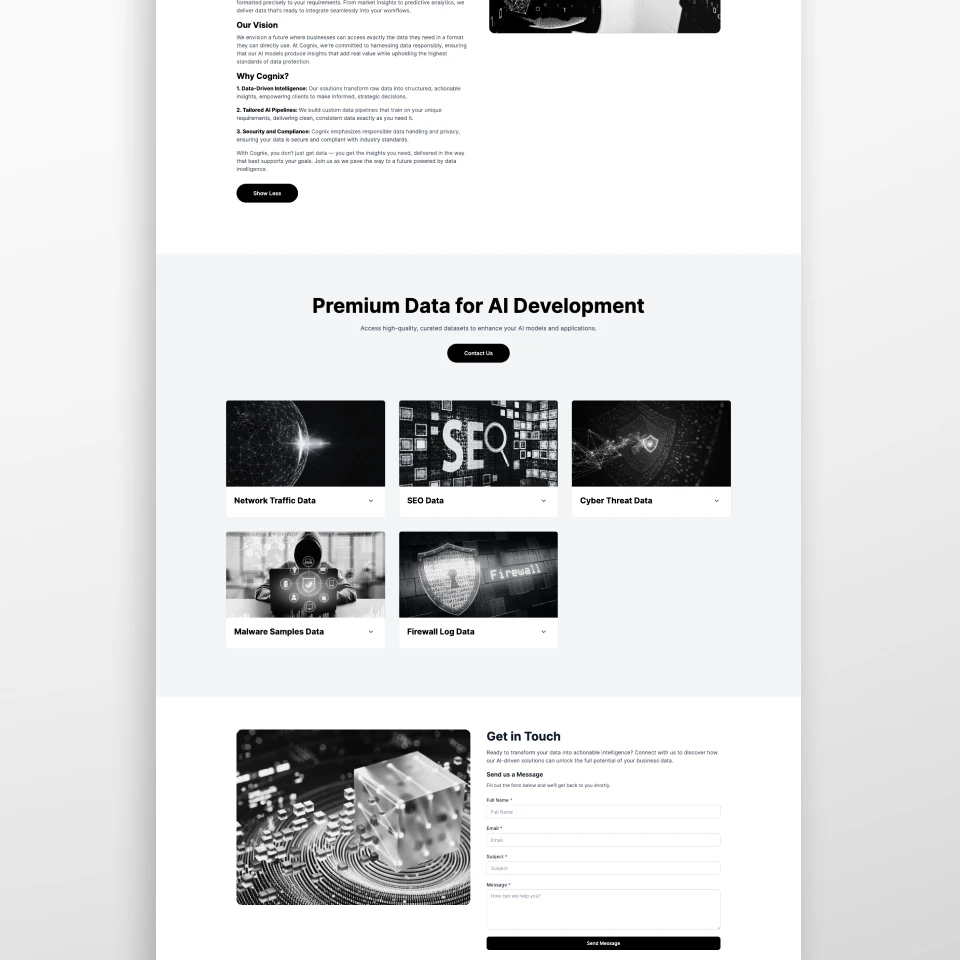 formatted precisely to your requirements. From market insights to predictive analytics, we
deliver data that's ready to integrate seamlessly into your workflows.
Our Vision
We envision a future where businesses can access exactly the data they need in a format
they can directly use. At Cognix, we're committed to harnessing data responsibly, ensuring
that our AI models produce insights that add real value while upholding the highest
standards of data protection.
Why Cognix?
1. Data-Driven Intelligence: Our solutions transform raw data into structured, actionable
insights, empowering clients to make informed, strategic decisions.
2. Tailored AI Pipelines: We build custom data pipelines that train on your unique
requirements, delivering clean, consistent data exactly as you need it.
3. Security and Compliance: Cognix emphasizes responsible data handling and privacy,
ensuring your data is secure and compliant with industry standards.
With Cognix, you don't just get data — you get the insights you need, delivered in the way
that best supports your goals. Join us as we pave the way to a future powered by data
intelligence.
Show Less
Premium Data for AI Development
Access high-quality, curated datasets to enhance your AI models and applications.
Contact Us
SEO
Network Traffic Data
SEO Data
Cyber Threat Data
Firewall
Malware Samples Data
Firewall Log Data
Get in Touch
Ready to transform your data into actionable intelligence? Connect with us to discover how
our AI-driven solutions can unlock the full potential of your business data.
Send us a Message
Fill out the form below and we'll get back to you shortly.
Full Name *
Full Name
Email *
Email
Subject *
Subject
Message *
How can we help you?
Send Message